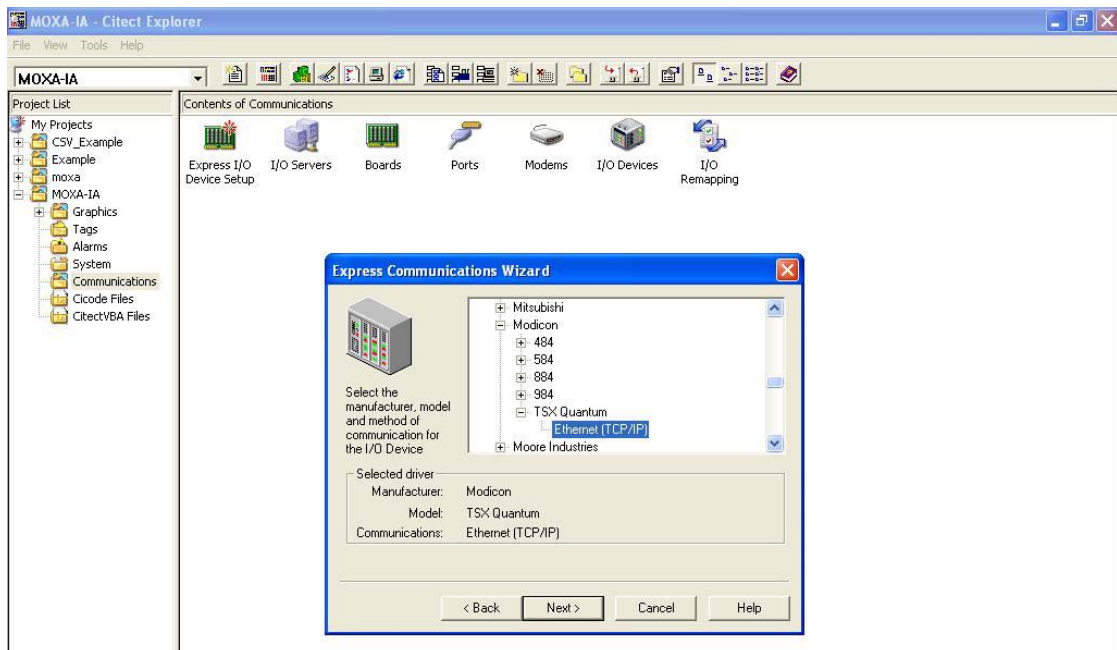 MOXA-IA - Citect Explorer
File View Tools Help
MOXA-IA
Project List
Contents of Communications
My Projects
CSV_Example
Example
moxa
MOXA-IA
Graphics
Tags
Alarms
System
Communications
Cicode Files
CitectVBA Files
Express I/O
Device Setup
I/O Servers
Boards
Ports
Modems
I/O Devices
I/O
Remapping
Express Communications Wizard
Select the
manufacturer, model
and method of
communication for
the I/O Device
Mitsubishi
Modicon
484
584
884
984
TSX Quantum
Ethernet (TCP/IP)
Moore Industries
Selected driver
Manufacturer: Modicon
Model: TSX Quantum
Communications: Ethernet (TCP/IP)
< Back Next > Cancel Help